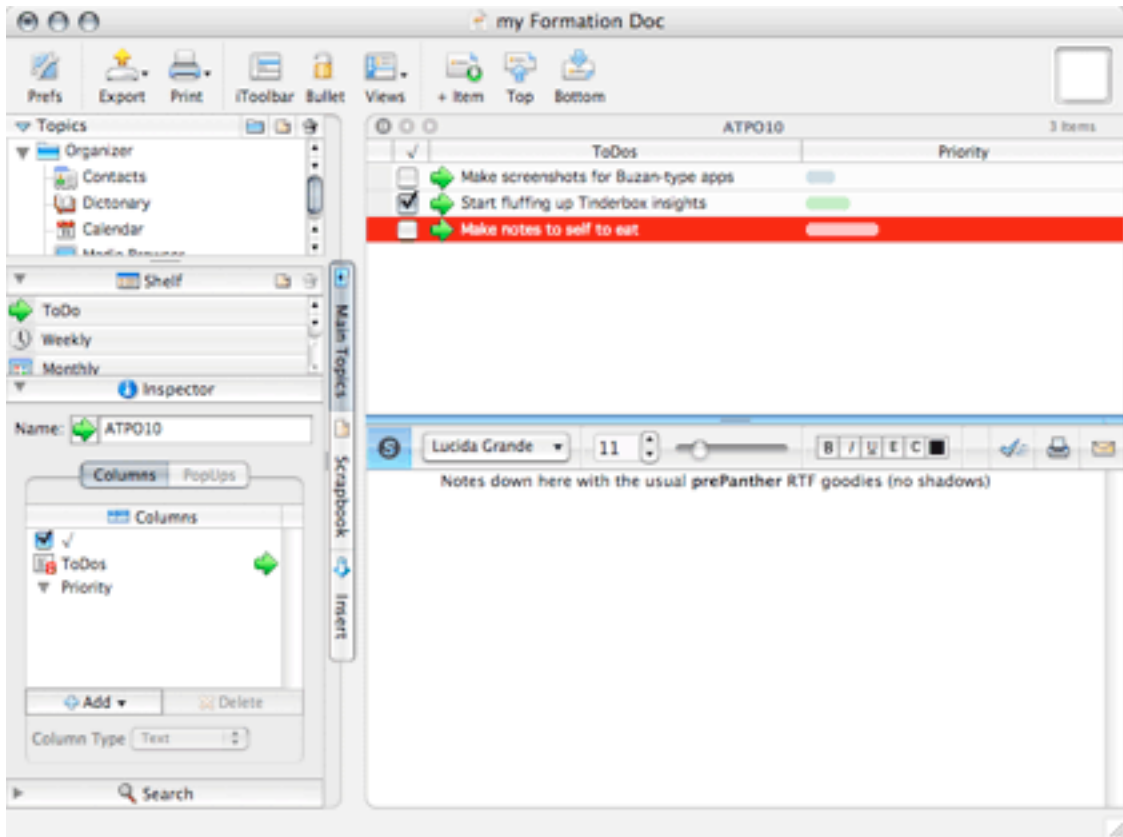 my Formation Doc
Prefs Export Print iToolbar Bullet Views + Item Top Bottom
Topics
Organizer
Contacts
Dictonary
Calendar
Media Browser
Shelf
ToDo
Weekly
Monthly
Inspector
Name: ATPO10
Columns PopUps
Columns
√
ToDos
Priority
Add Delete
Column Type Text
Search
Main Topics
Scrapbook
Insert
ATPO10 3 items
√ ToDos Priority
Make screenshots for Buzan-type apps
Start fluffing up Tinderbox insights
Make notes to self to eat
S Lucida Grande 11 B I U E C
Notes down here with the usual prePanther RTF goodies (no shadows)